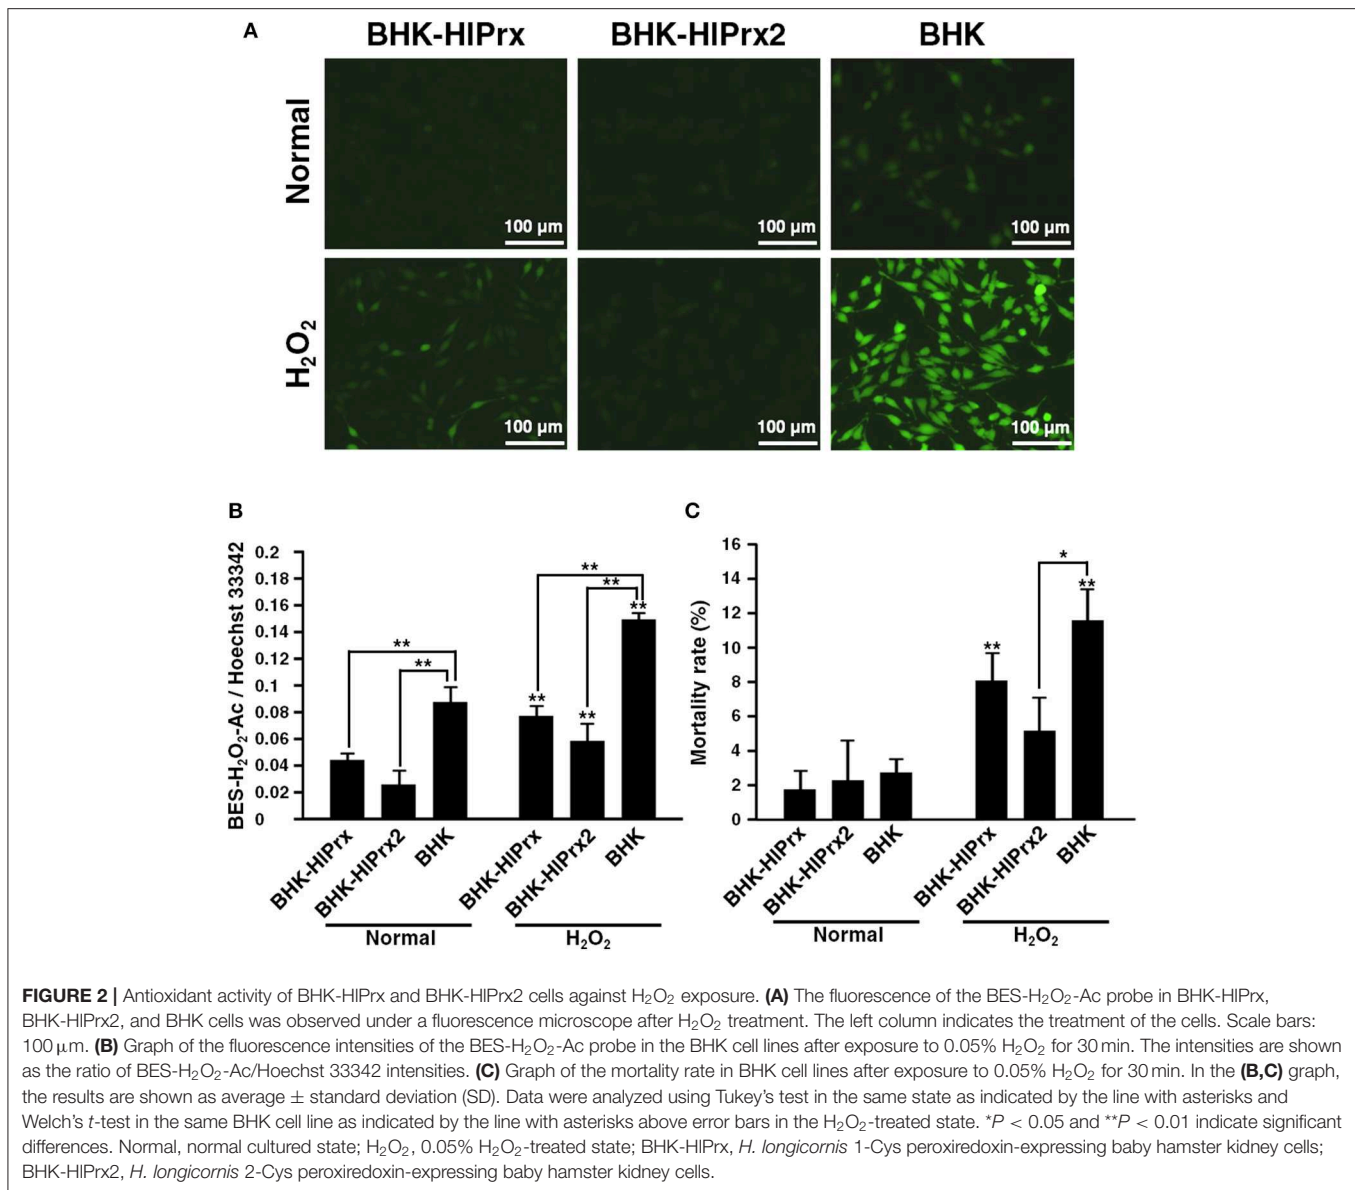 A
BHK-HlPrx BHK-HlPrx2 BHK
Normal
100 µm 100 µm 100 µm
H₂O₂
100 µm 100 µm 100 µm
B
BES-H₂O₂-Ac / Hoechst 33342
0.2
0.18
0.16
0.14
0.12
0.1
0.08
0.06
0.04
0.02
0
**
**
**
**
**
**
**
BHK-HlPrx
BHK-HlPrx2
BHK
BHK-HlPrx
BHK-HlPrx2
BHK
Normal
H₂O₂
C
Mortality rate (%)
16
14
12
10
8
6
4
2
0
*
**
**
BHK-HlPrx
BHK-HlPrx2
BHK
BHK-HlPrx
BHK-HlPrx2
BHK
Normal
H₂O₂
FIGURE 2 | Antioxidant activity of BHK-HlPrx and BHK-HlPrx2 cells against H₂O₂ exposure. (A) The fluorescence of the BES-H₂O₂-Ac probe in BHK-HlPrx,
BHK-HlPrx2, and BHK cells was observed under a fluorescence microscope after H₂O₂ treatment. The left column indicates the treatment of the cells. Scale bars:
100 µm. (B) Graph of the fluorescence intensities of the BES-H₂O₂-Ac probe in the BHK cell lines after exposure to 0.05% H₂O₂ for 30 min. The intensities are shown
as the ratio of BES-H₂O₂-Ac/Hoechst 33342 intensities. (C) Graph of the mortality rate in BHK cell lines after exposure to 0.05% H₂O₂ for 30 min. In the (B,C) graph,
the results are shown as average ± standard deviation (SD). Data were analyzed using Tukey's test in the same state as indicated by the line with asterisks and
Welch's t-test in the same BHK cell line as indicated by the line with asterisks above error bars in the H₂O₂-treated state. *P < 0.05 and **P < 0.01 indicate significant
differences. Normal, normal cultured state; H₂O₂, 0.05% H₂O₂-treated state; BHK-HlPrx, H. longicornis 1-Cys peroxiredoxin-expressing baby hamster kidney cells;
BHK-HlPrx2, H. longicornis 2-Cys peroxiredoxin-expressing baby hamster kidney cells.